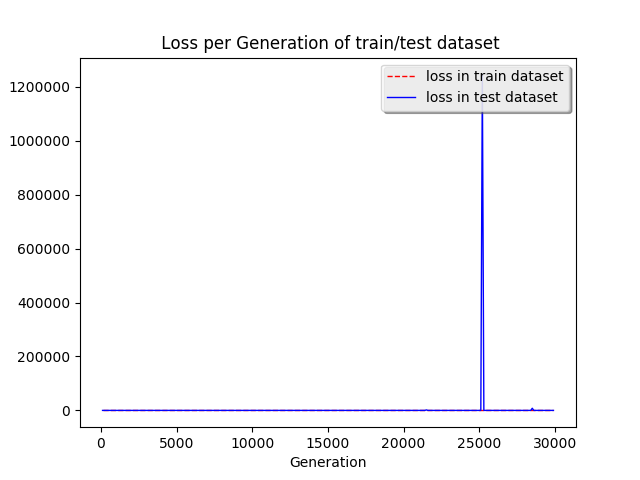 Loss per Generation of train/test dataset
loss in train dataset
loss in test dataset
1200000
1000000
800000
600000
400000
200000
0
0 5000 10000 15000 20000 25000 30000
Generation